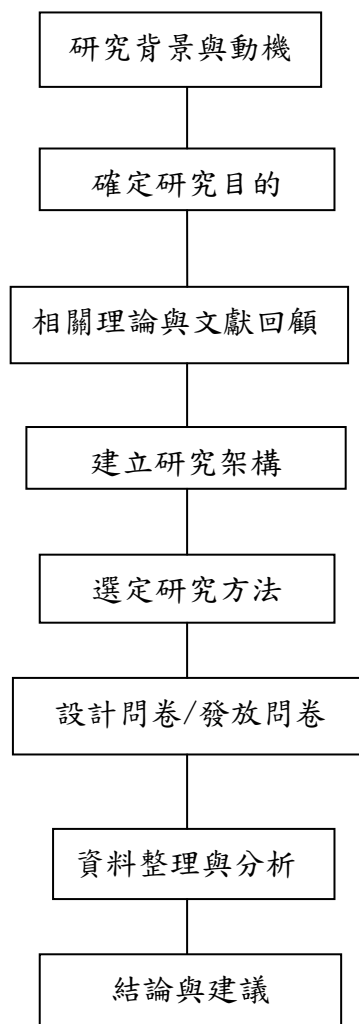 研究背景與動機
確定研究目的
相關理論與文獻回顧
建立研究架構
選定研究方法
設計問卷/發放問卷
資料整理與分析
結論與建議